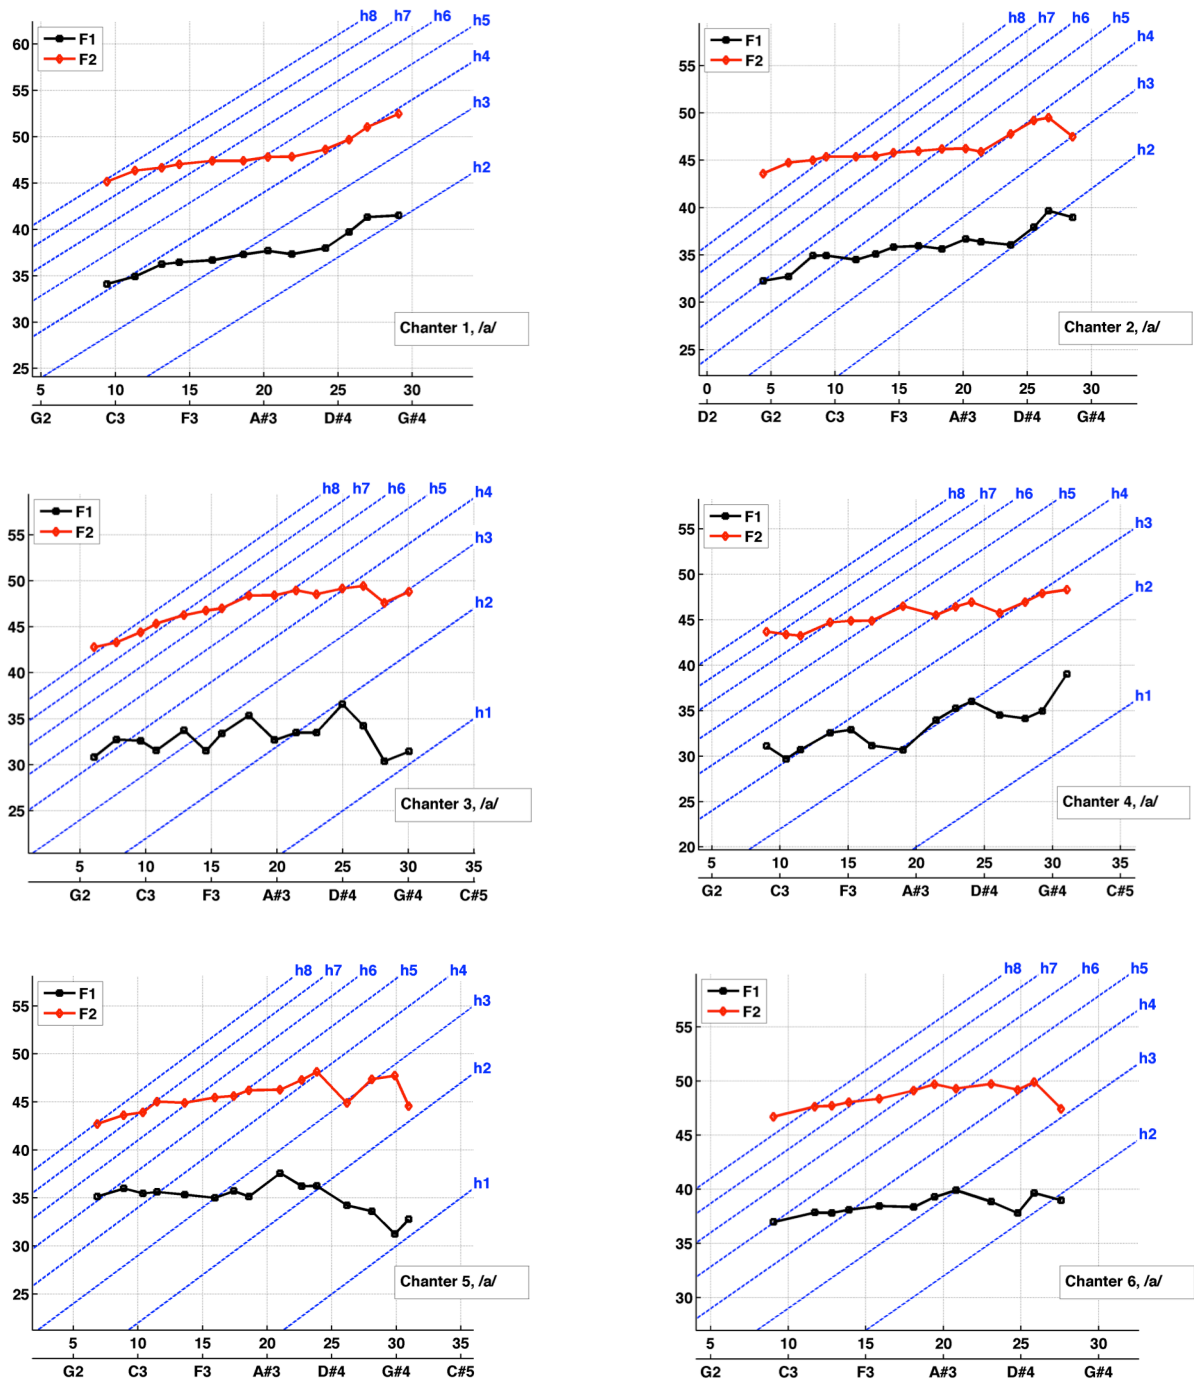 h8 h7 h6 h5 h4 h3 h2
F1
F2
60
55
50
45
40
35
30
25
Chanter 1, /a/
5 10 15 20 25 30
G2 C3 F3 A#3 D#4 G#4
h8 h7 h6 h5 h4 h3 h2
F1
F2
55
50
45
40
35
30
25
Chanter 2, /a/
0 5 10 15 20 25 30
D2 G2 C3 F3 A#3 D#4 G#4
h8 h7 h6 h5 h4 h3 h2 h1
F1
F2
55
50
45
40
35
30
25
Chanter 3, /a/
5 10 15 20 25 30 35
G2 C3 F3 A#3 D#4 G#4 C#5
h8 h7 h6 h5 h4 h3 h2 h1
F1
F2
55
50
45
40
35
30
25
20
Chanter 4, /a/
5 10 15 20 25 30 35
G2 C3 F3 A#3 D#4 G#4 C#5
h8 h7 h6 h5 h4 h3 h2 h1
F1
F2
55
50
45
40
35
30
25
Chanter 5, /a/
5 10 15 20 25 30 35
G2 C3 F3 A#3 D#4 G#4 C#5
h8 h7 h6 h5 h4 h3 h2
F1
F2
55
50
45
40
35
30
Chanter 6, /a/
5 10 15 20 25 30
G2 C3 F3 A#3 D#4 G#4